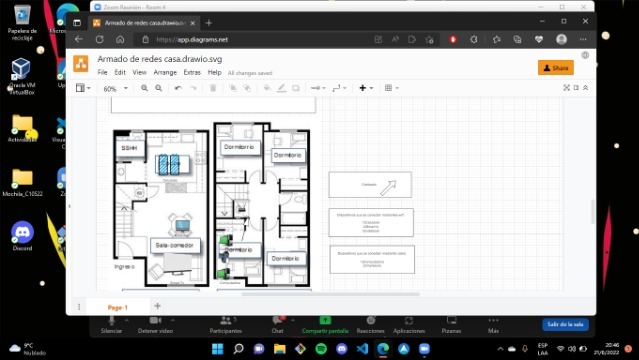 Papelera de
reciclaje
Oracle VM
VirtualBox
Actividades
Mochila_C10522
Discord
Zoom Reunión - Room 4
Armado de redes casa.drawio.svg
https://app.diagrams.net
Armado de redes casa.drawio.svg
File Edit View Arrange Extras Help All changes saved
Share
60%
SSHH
Dormitorio
Dormitorio
Sala-comedor
Ingreso
Dormitorio
Dormitorio
Page-1
Silenciar
Detener video
Participantes
Chat
Compartir pantalla
Reacciones
Aplicaciones
Pizarras
Más
Salir de la sala
9°C
Nublado
ESP
LAA
20:46
21/6/2022